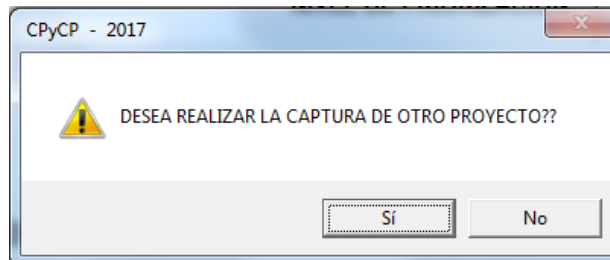 CPyCP - 2017
DESEA REALIZAR LA CAPTURA DE OTRO PROYECTO??
Sí
No